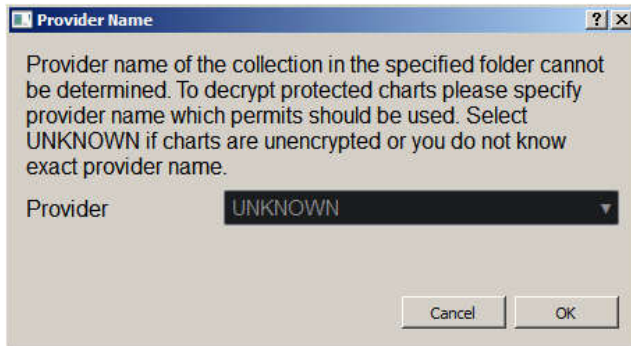 Provider Name
Provider name of the collection in the specified folder cannot
be determined. To decrypt protected charts please specify
provider name which permits should be used. Select
UNKNOWN if charts are unencrypted or you do not know
exact provider name.
Provider UNKNOWN
Cancel OK